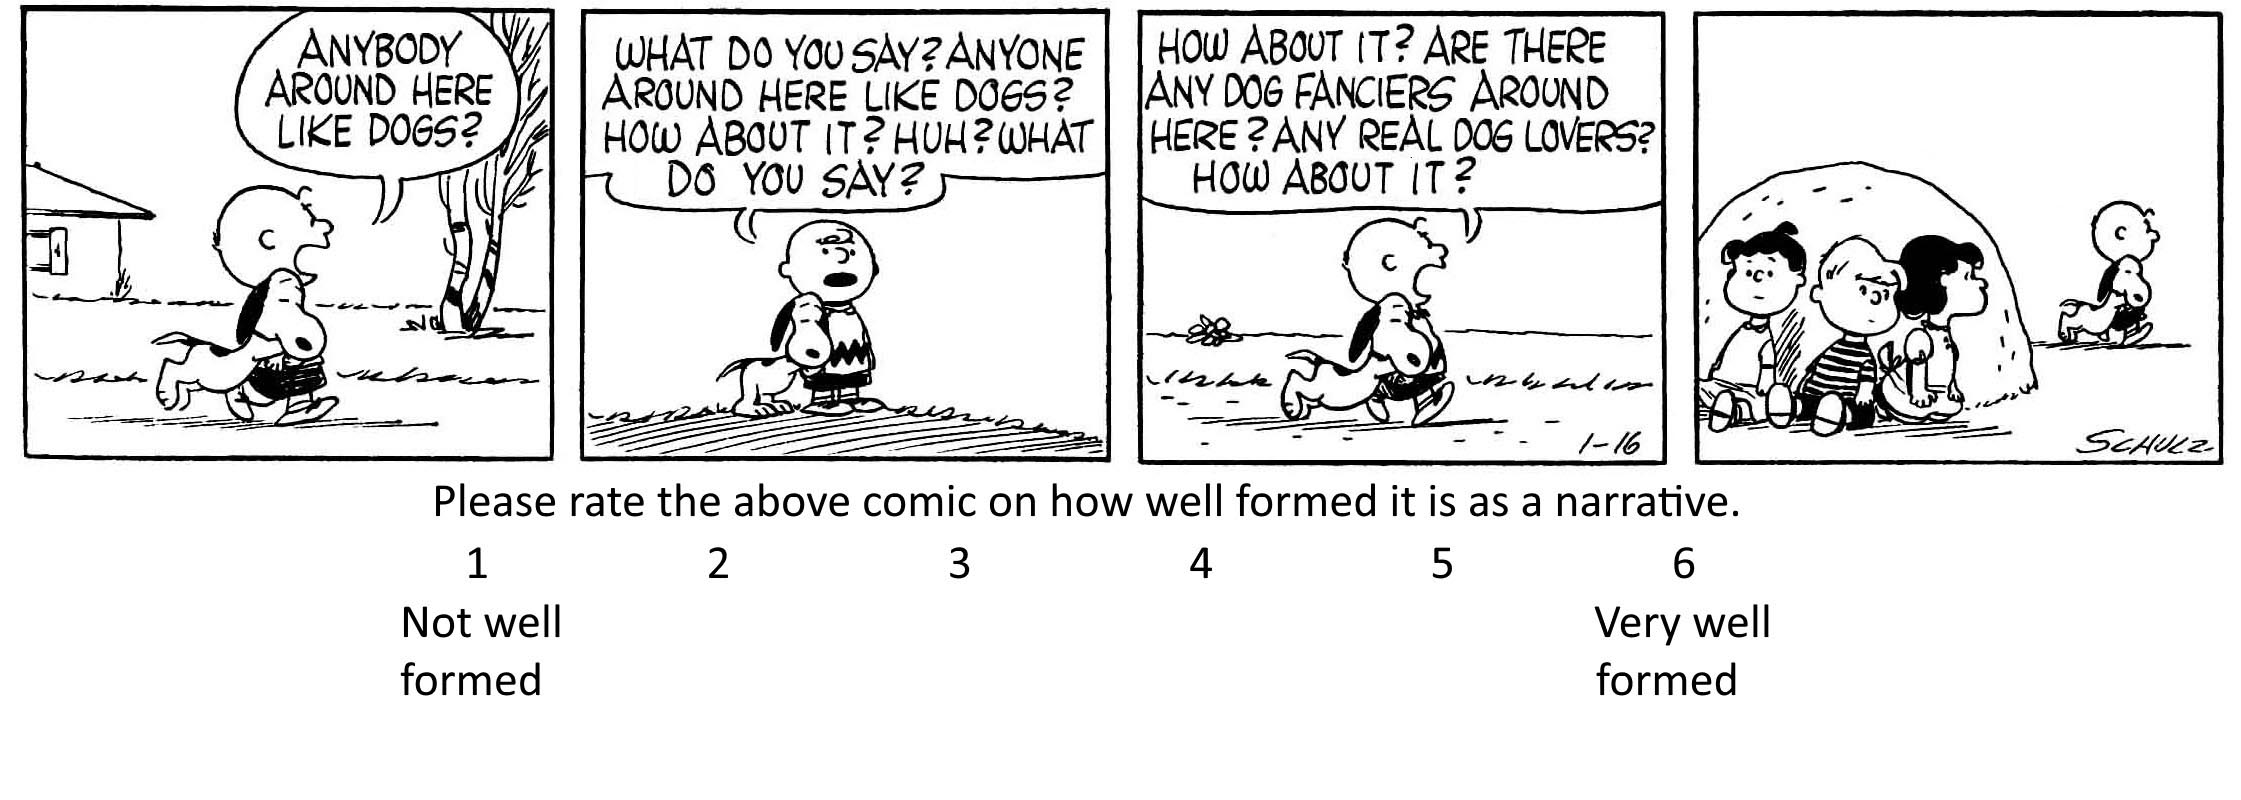 ANYBODY
AROUND HERE
LIKE DOGS?
WHAT DO YOU SAY? ANYONE
AROUND HERE LIKE DOGS?
HOW ABOUT IT? HUH? WHAT
DO YOU SAY?
HOW ABOUT IT? ARE THERE
ANY DOG FANCIERS AROUND
HERE? ANY REAL DOG LOVERS?
HOW ABOUT IT?
1-16
SCHULZ
Please rate the above comic on how well formed it is as a narrative.
1 2 3 4 5 6
Not well
formed
Very well
formed